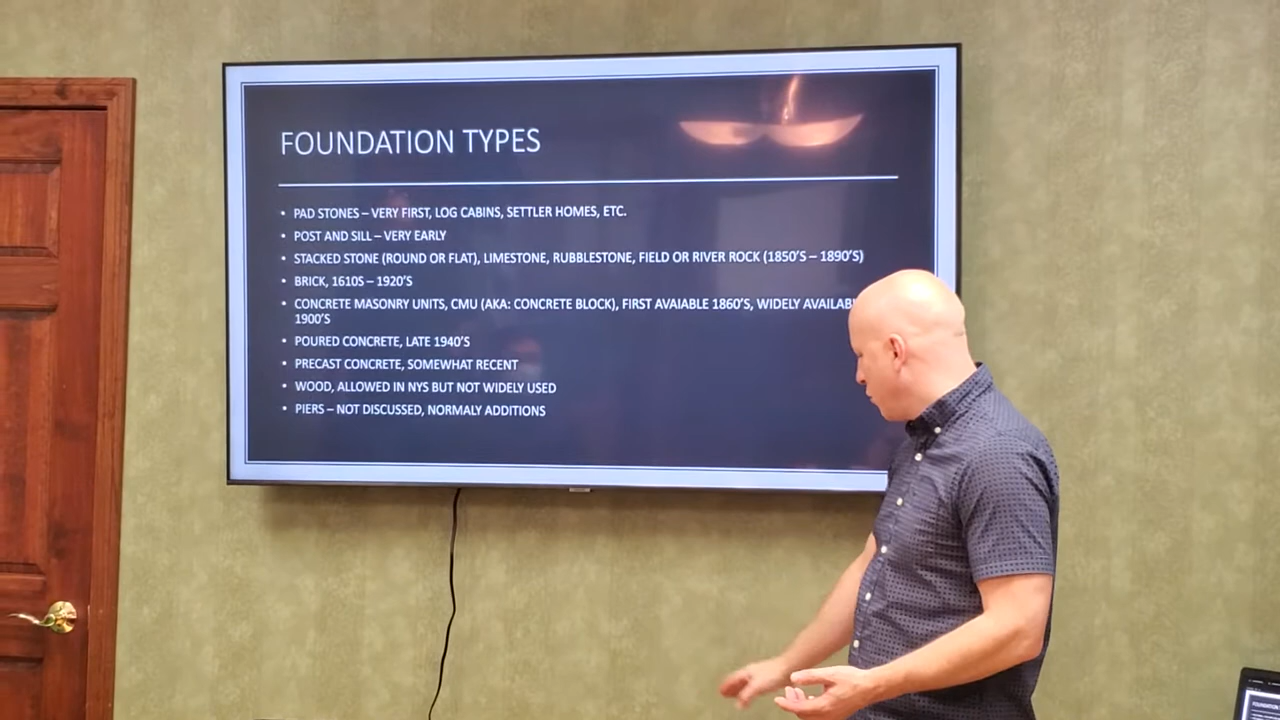 FOUNDATION TYPES
• PAD STONES – VERY FIRST, LOG CABINS, SETTLER HOMES, ETC.
• POST AND SILL – VERY EARLY
• STACKED STONE (ROUND OR FLAT), LIMESTONE, RUBBLESTONE, FIELD OR RIVER ROCK (1850'S – 1890'S)
• BRICK, 1610S – 1920'S
• CONCRETE MASONRY UNITS, CMU (AKA: CONCRETE BLOCK), FIRST AVAIABLE 1860'S, WIDELY AVAILAB
1900'S
• POURED CONCRETE, LATE 1940'S
• PRECAST CONCRETE, SOMEWHAT RECENT
• WOOD, ALLOWED IN NYS BUT NOT WIDELY USED
• PIERS – NOT DISCUSSED, NORMALY ADDITIONS
FOUNDATION